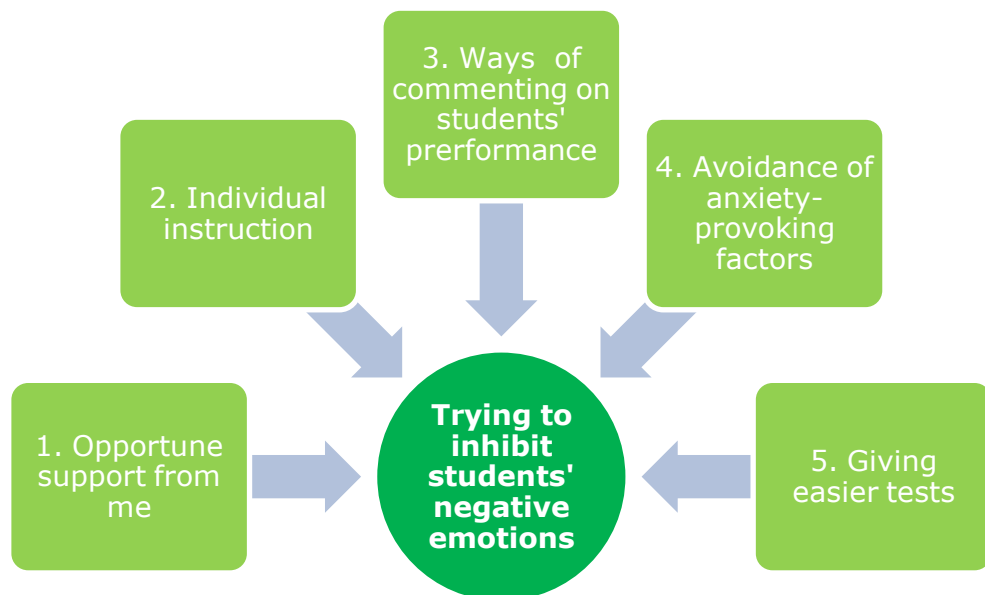 1. Opportune
support from
me
2. Individual
instruction
3. Ways of
commenting on
students'
prerformance
4. Avoidance of
anxiety-
provoking
factors
5. Giving
easier tests
Trying to
inhibit
students'
negative
emotions